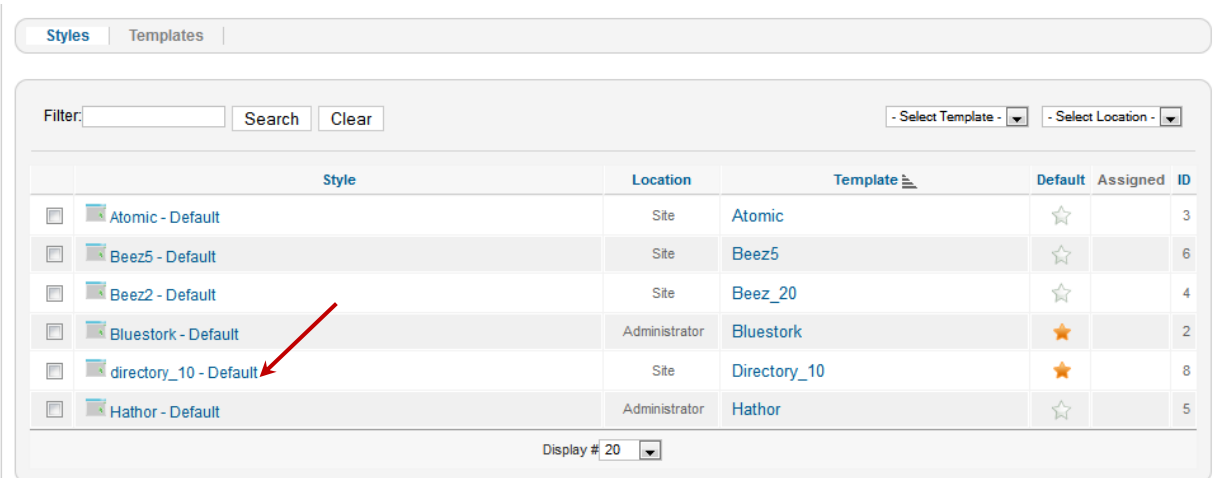 Styles Templates
Filter: Search Clear - Select Template - - Select Location -
Style Location Template Default Assigned ID
Atomic - Default Site Atomic 3
Beez5 - Default Site Beez5 6
Beez2 - Default Site Beez_20 4
Bluestork - Default Administrator Bluestork 2
directory_10 - Default Site Directory_10 8
Hathor - Default Administrator Hathor 5
Display # 20